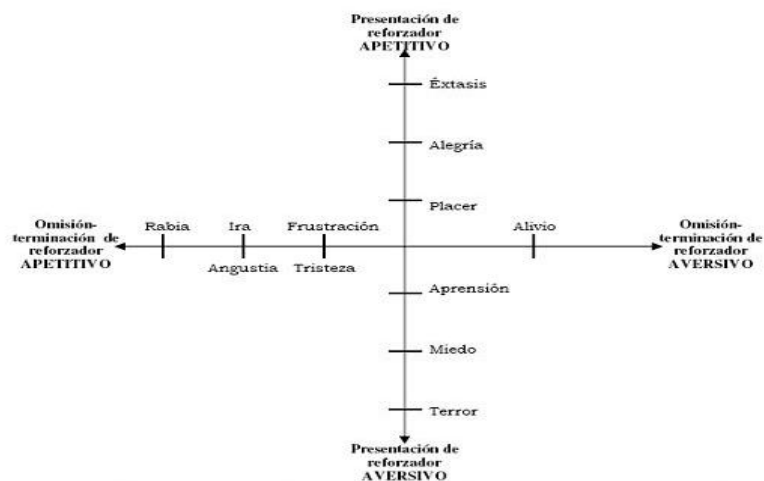 Presentación de
reforzador
APETITIVO
Éxtasis
Alegría
Placer
Omisión-
terminación de
reforzador
APETITIVO
Rabia
Ira
Frustración
Alivio
Omisión-
terminación de
reforzador
AVERSIVO
Angustia
Tristeza
Aprensión
Miedo
Terror
Presentación de
reforzador
AVERSIVO